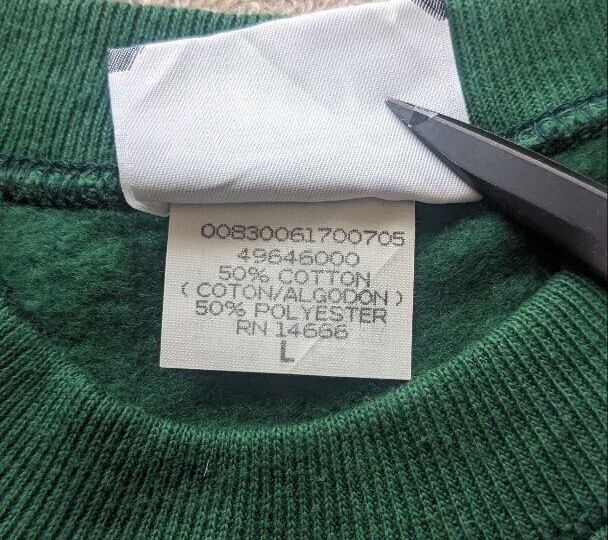 00830061700705
49646000
50% COTTON
( COTON/ALGODON )
50% POLYESTER
RN 14666
L